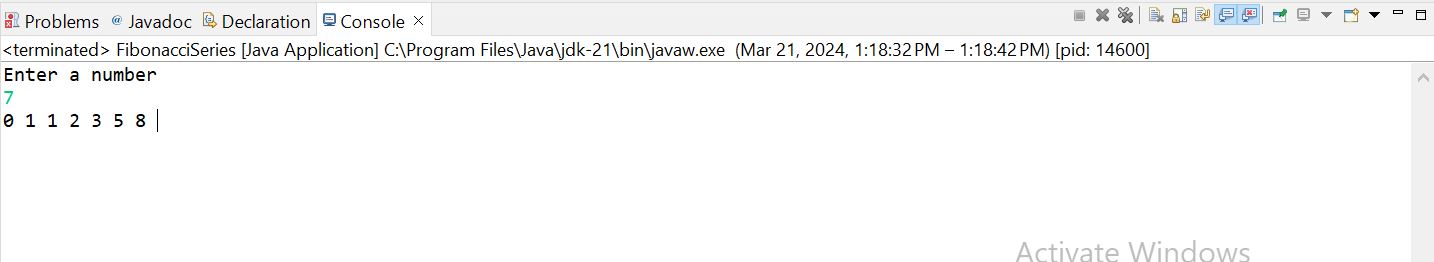 Problems @ Javadoc Declaration Console
<terminated> FibonacciSeries [Java Application] C:\Program Files\Java\jdk-21\bin\javaw.exe (Mar 21, 2024, 1:18:32 PM – 1:18:42 PM) [pid: 14600]
Enter a number
7
0 1 1 2 3 5 8
Activate Windows